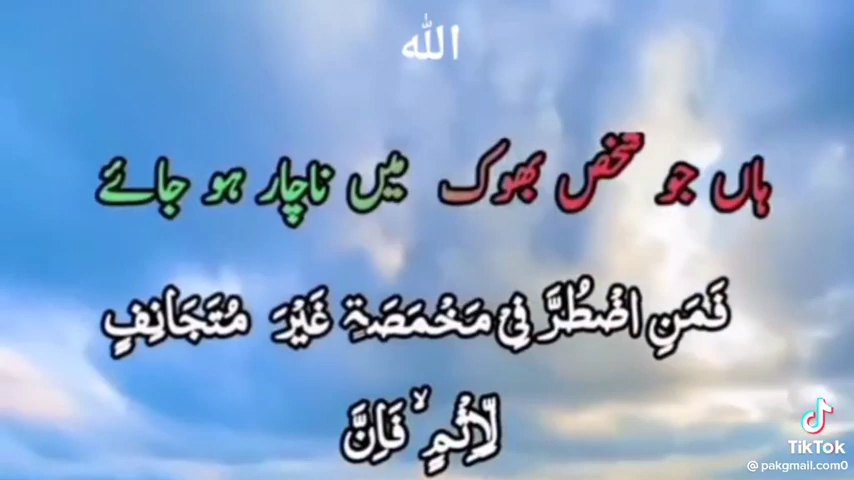 الله
ہاں جو شخص بھوک میں ناچار ہو جائے
فَمَنِ اضْطُرَّ فِيْ مَخْمَصَةٍ غَيْرَ مُتَجَانِفٍ
لِّاِثْمٍ ۙ فَاِنَّ
TikTok
@ pakgmail.com0